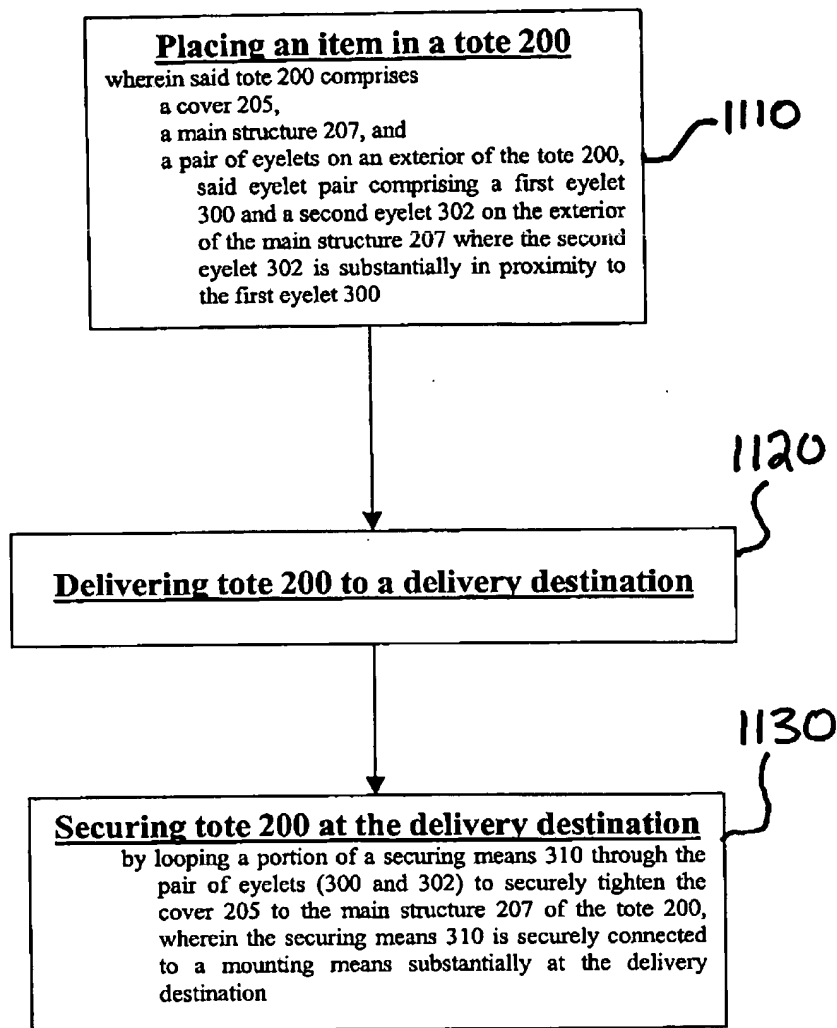 Placing an item in a tote 200
wherein said tote 200 comprises
a cover 205,
a main structure 207, and
a pair of eyelets on an exterior of the tote 200,
said eyelet pair comprising a first eyelet
300 and a second eyelet 302 on the exterior
of the main structure 207 where the second
eyelet 302 is substantially in proximity to
the first eyelet 300
1110
1120
Delivering tote 200 to a delivery destination
1130
Securing tote 200 at the delivery destination
by looping a portion of a securing means 310 through the
pair of eyelets (300 and 302) to securely tighten the
cover 205 to the main structure 207 of the tote 200,
wherein the securing means 310 is securely connected
to a mounting means substantially at the delivery
destination